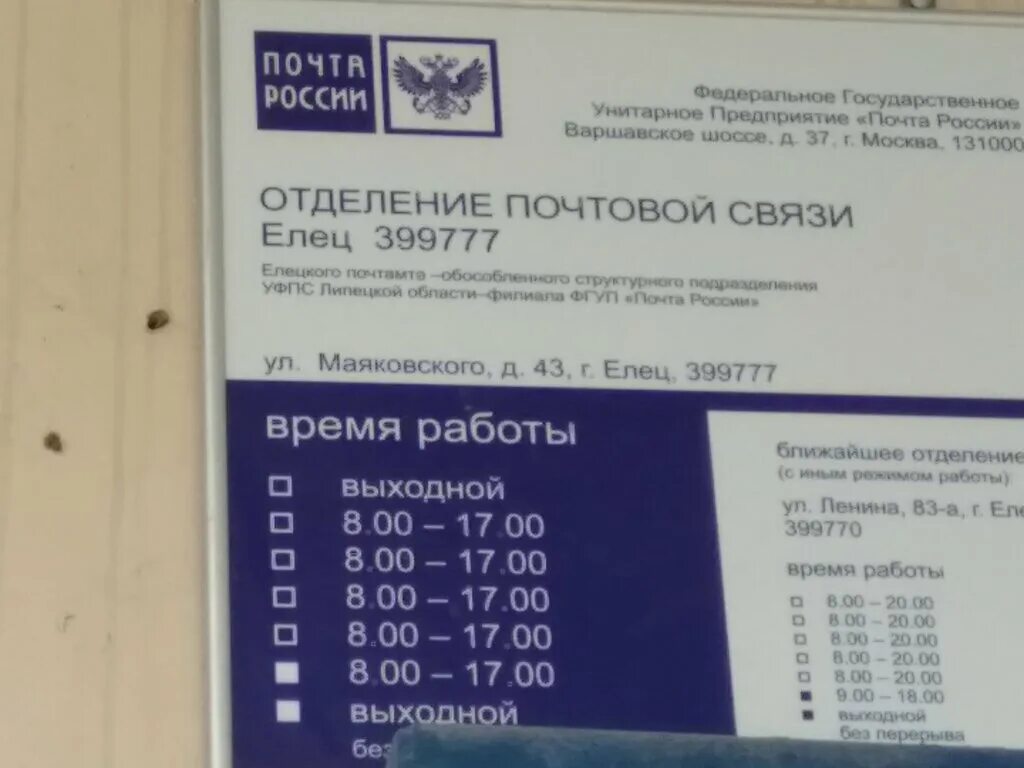 ПОЧТА
РОССИИ
Федеральное Государственное
Унитарное Предприятие «Почта России»
Варшавское шоссе, д. 37, г. Москва, 131000
ОТДЕЛЕНИЕ ПОЧТОВОЙ СВЯЗИ
Елец 399777
Елецкого почтамта –обособленного структурного подразделения
УФПС Липецкой области–филиала ФГУП «Почта России»
ул. Маяковского, д. 43, г. Елец, 399777
время работы
выходной
8.00 – 17.00
8.00 – 17.00
8.00 – 17.00
8.00 – 17.00
8.00 – 17.00
выходной
без
ближайшее отделение
(с иным режимом работы)
ул. Ленина, 83-а, г. Еле
399770
время работы
8.00 – 20.00
8.00 – 20.00
8.00 – 20.00
8.00 – 20.00
8.00 – 20.00
9.00 – 18.00
выходной
без перерыва